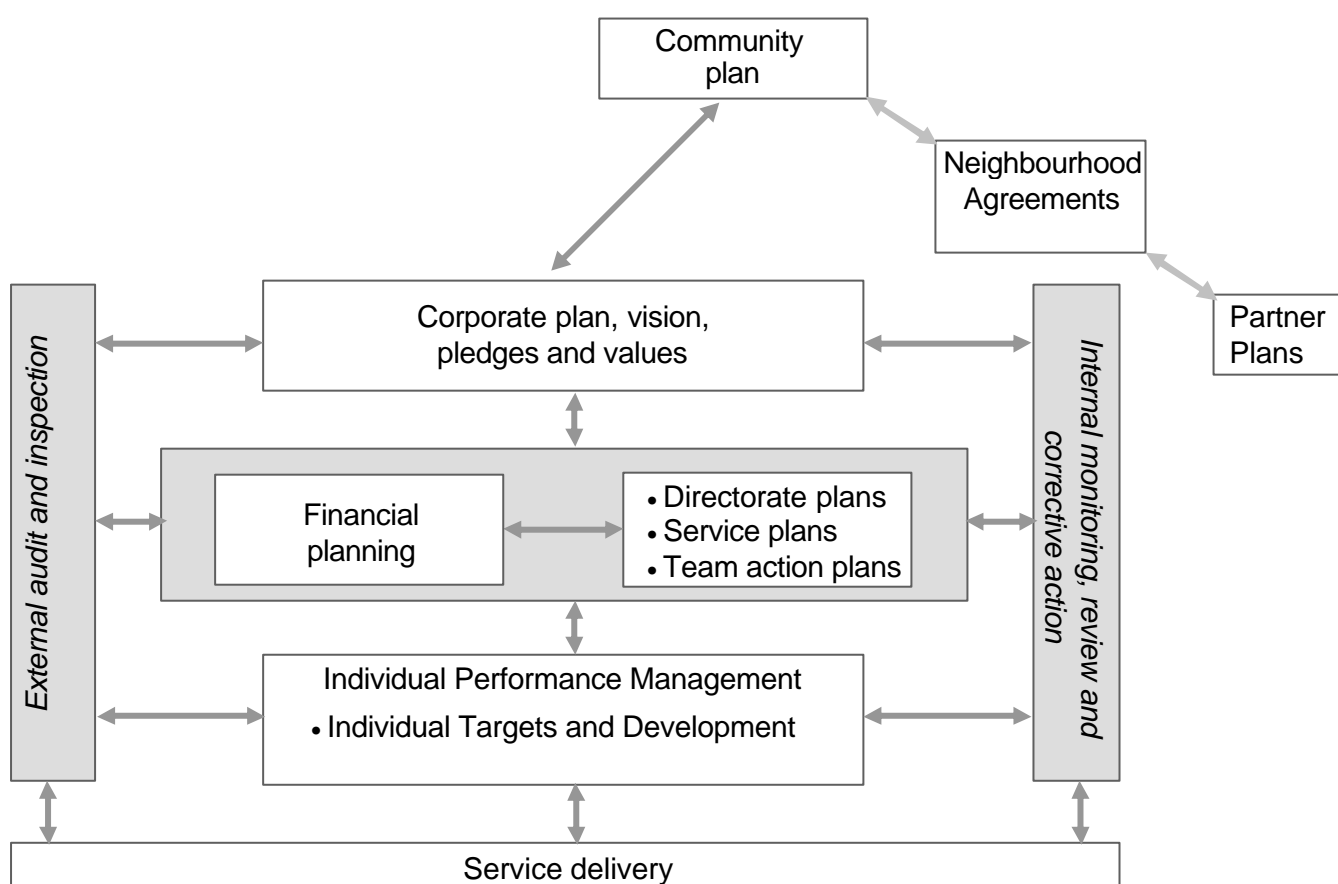 Community
plan
Neighbourhood
Agreements
Partner
Plans
Corporate plan, vision,
pledges and values
External audit and inspection
Internal monitoring, review and
corrective action
Financial
planning
• Directorate plans
• Service plans
• Team action plans
Individual Performance Management
• Individual Targets and Development
Service delivery